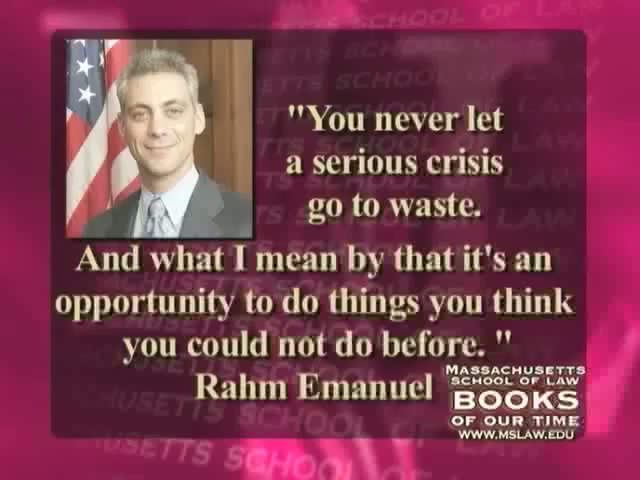 "You never let
a serious crisis
go to waste.
And what I mean by that it's an
opportunity to do things you think
you could not do before. "
Rahm Emanuel
MASSACHUSETTS
SCHOOL OF LAW
BOOKS
OF OUR TIME
WWW.MSLAW.EDU